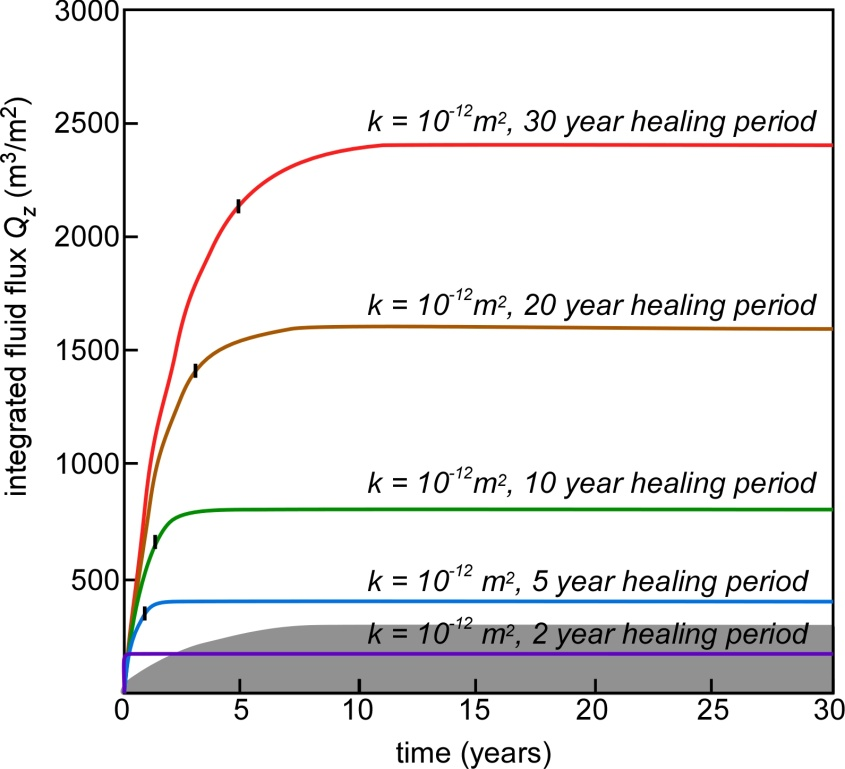 3000
2500
2000
1500
1000
500
integrated fluid flux Qz (m³/m²)
k = 10⁻¹²m², 30 year healing period
k = 10⁻¹²m², 20 year healing period
k = 10⁻¹²m², 10 year healing period
k = 10⁻¹² m², 5 year healing period
k = 10⁻¹² m², 2 year healing period
0 5 10 15 20 25 30
time (years)